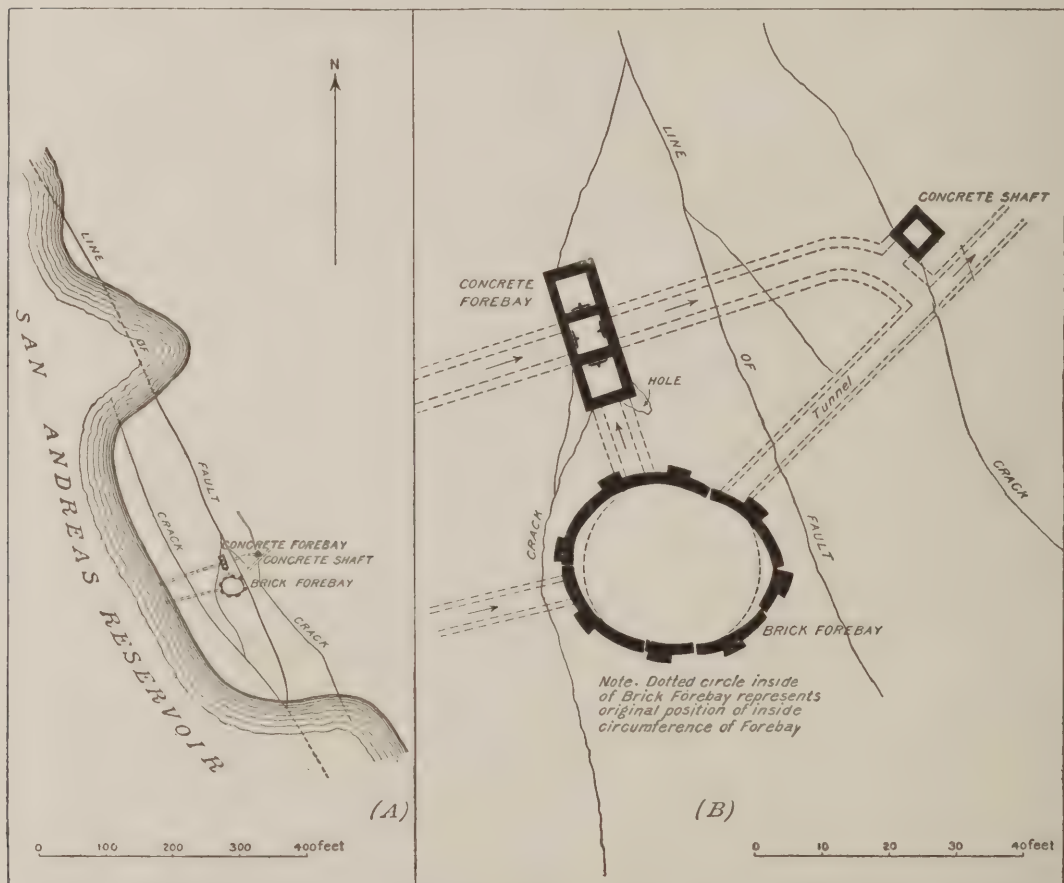 N
LINE
OF
FAULT
CRACK
CONCRETE FOREBAY
CONCRETE SHAFT
BRICK FOREBAY
CRACK
SAN ANDREAS RESERVOIR
(A)
0 100 200 300 400 feet
LINE
OF
FAULT
CONCRETE SHAFT
CONCRETE
FOREBAY
HOLE
Tunnel
CRACK
CRACK
BRICK FOREBAY
Note. Dotted circle inside
of Brick Forebay represents
original position of inside
circumference of Forebay
(B)
0 10 20 30 40 feet